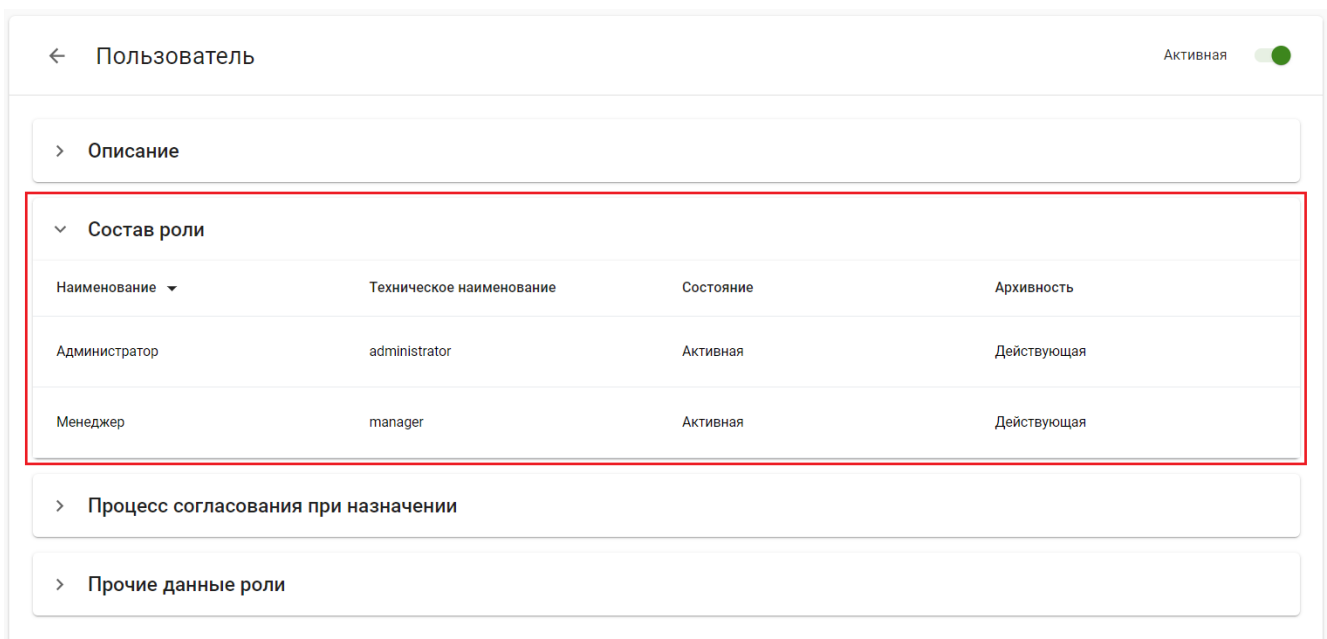 Пользователь Активная
Описание
Состав роли
Наименование Техническое наименование Состояние Архивность
Администратор administrator Активная Действующая
Менеджер manager Активная Действующая
Процесс согласования при назначении
Прочие данные роли